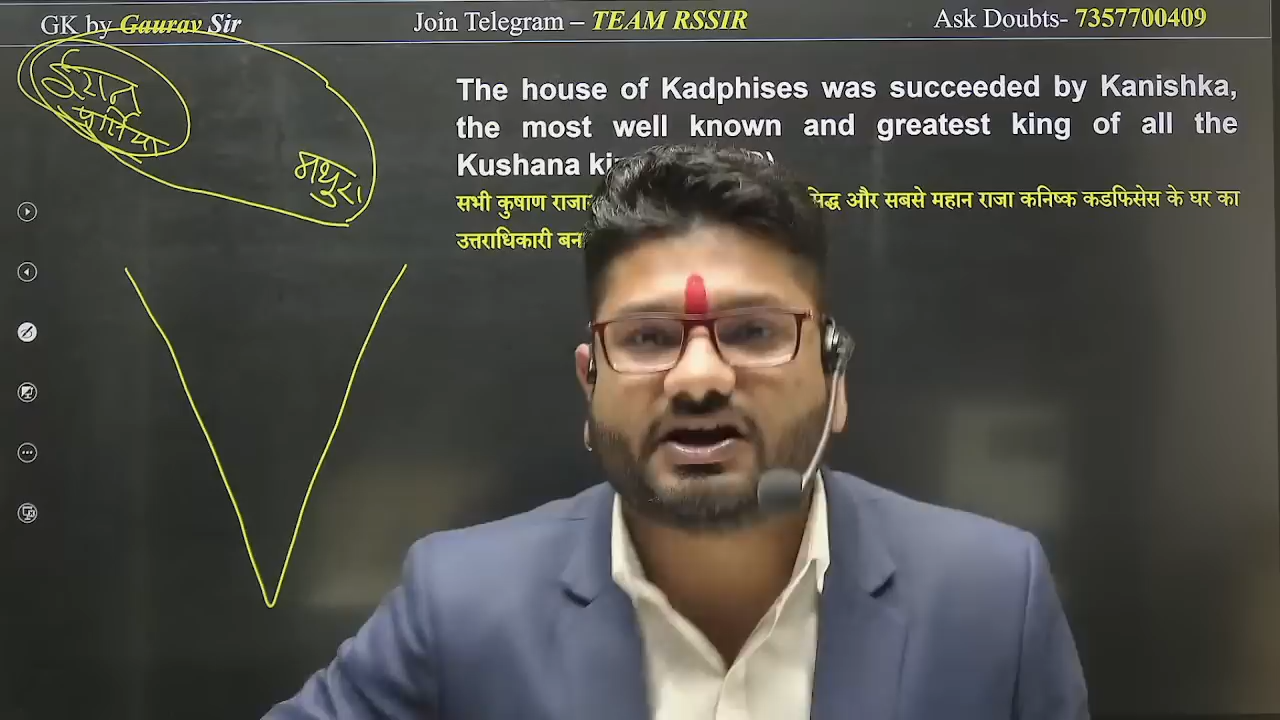 GK by Gaurav Sir
Join Telegram – TEAM RSSIR
Ask Doubts- 7357700409
ईरान
पूर्णिया
मथुरा
The house of Kadphises was succeeded by Kanishka,
the most well known and greatest king of all the
Kushana
सभी कुषाण और सबसे महान राजा कनिष्क कडफिसेस के घर का
उत्तराधिकारी